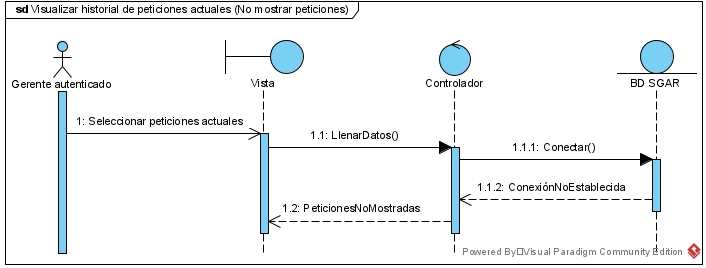 sd Visualizar historial de peticiones actuales (No mostrar peticiones)
Gerente autenticado
Vista
Controlador
BD SGAR
1: Seleccionar peticiones actuales
1.1: LlenarDatos()
1.1.1: Conectar()
1.1.2: ConexiónNoEstablecida
1.2: PeticionesNoMostradas
Powered By Visual Paradigm Community Edition